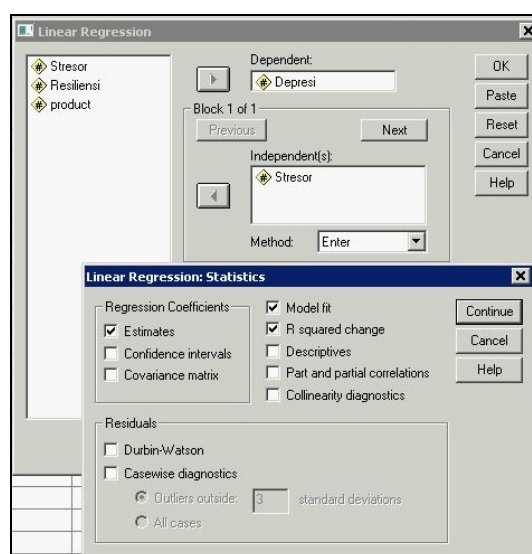 Linear Regression
Stresor
Resiliensi
product
Dependent:
Depresi
Block 1 of 1
Previous
Next
Independent(s):
Stresor
Method:
Enter
OK
Paste
Reset
Cancel
Help
Linear Regression: Statistics
Regression Coefficients
Estimates
Confidence intervals
Covariance matrix
Model fit
R squared change
Descriptives
Part and partial correlations
Collinearity diagnostics
Continue
Cancel
Help
Residuals
Durbin-Watson
Casewise diagnostics
Outliers outside: 3 standard deviations
All cases